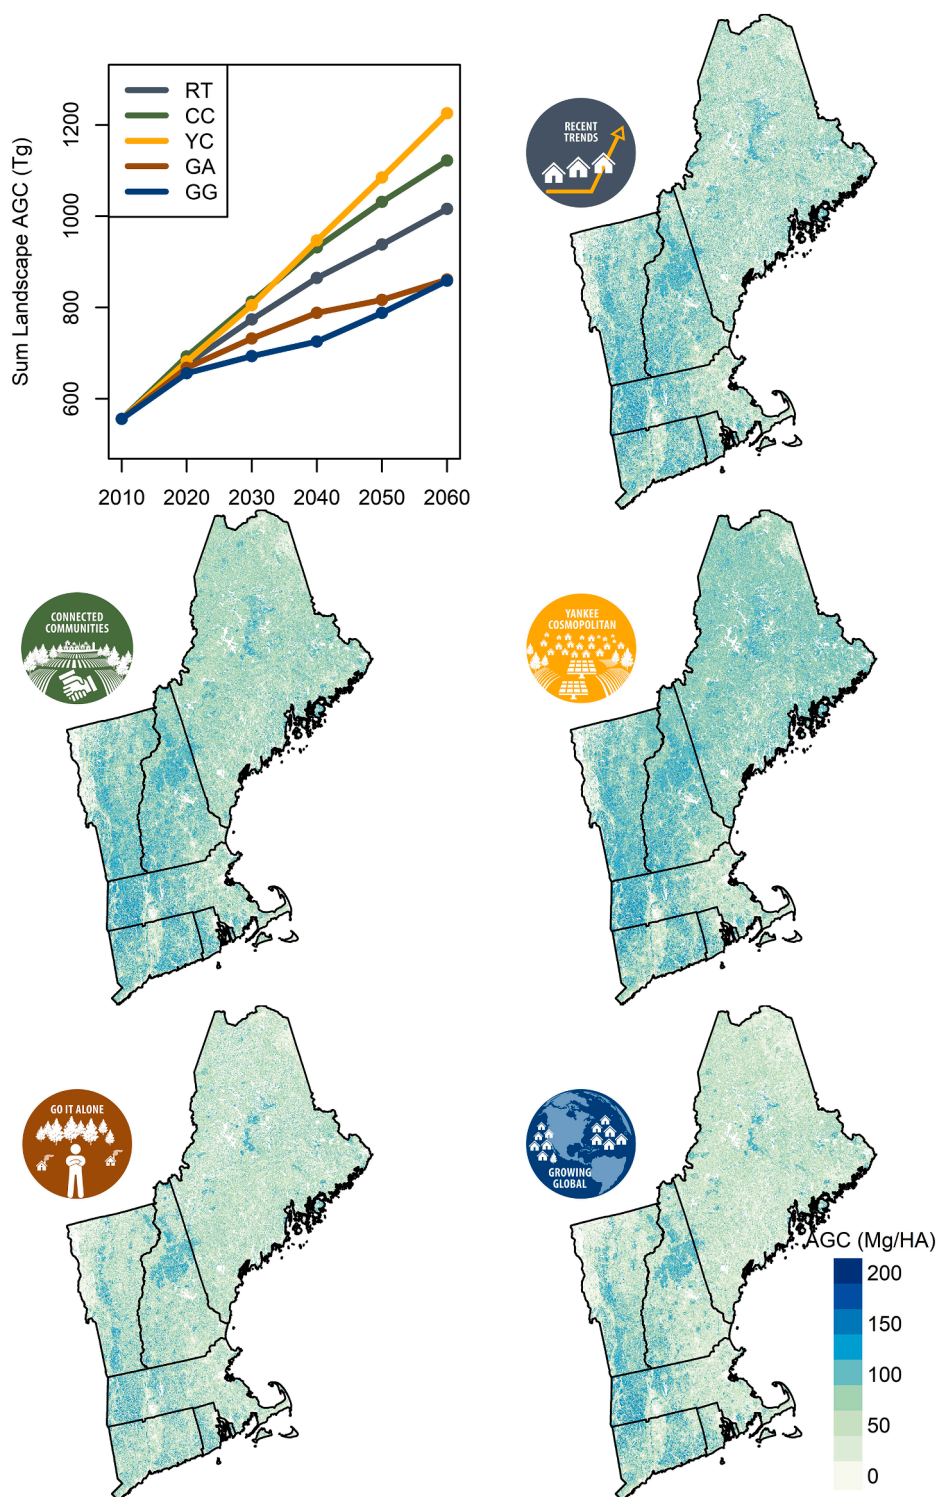 Sum Landscape AGC (Tg)
1200
1000
800
600
RT
CC
YC
GA
GG
2010 2020 2030 2040 2050 2060
RECENT
TRENDS
CONNECTED
COMMUNITIES
YANKEE
COSMOPOLITAN
GO IT ALONE
GROWING
GLOBAL
AGC (Mg/HA)
200
150
100
50
0